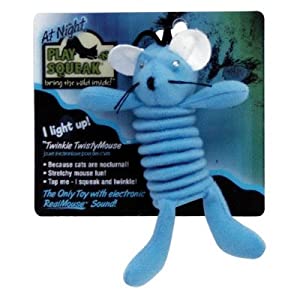 At Night
PLAY-N-
SQUEAK
bring the wild inside!
I light up!
"Twinkle TwistyMouse
• Because cats are nocturnal!
• Stretchy mouse fun!
• Tap me - I squeak and twinkle!
The Only Toy with electronic
RealMouse Sound!